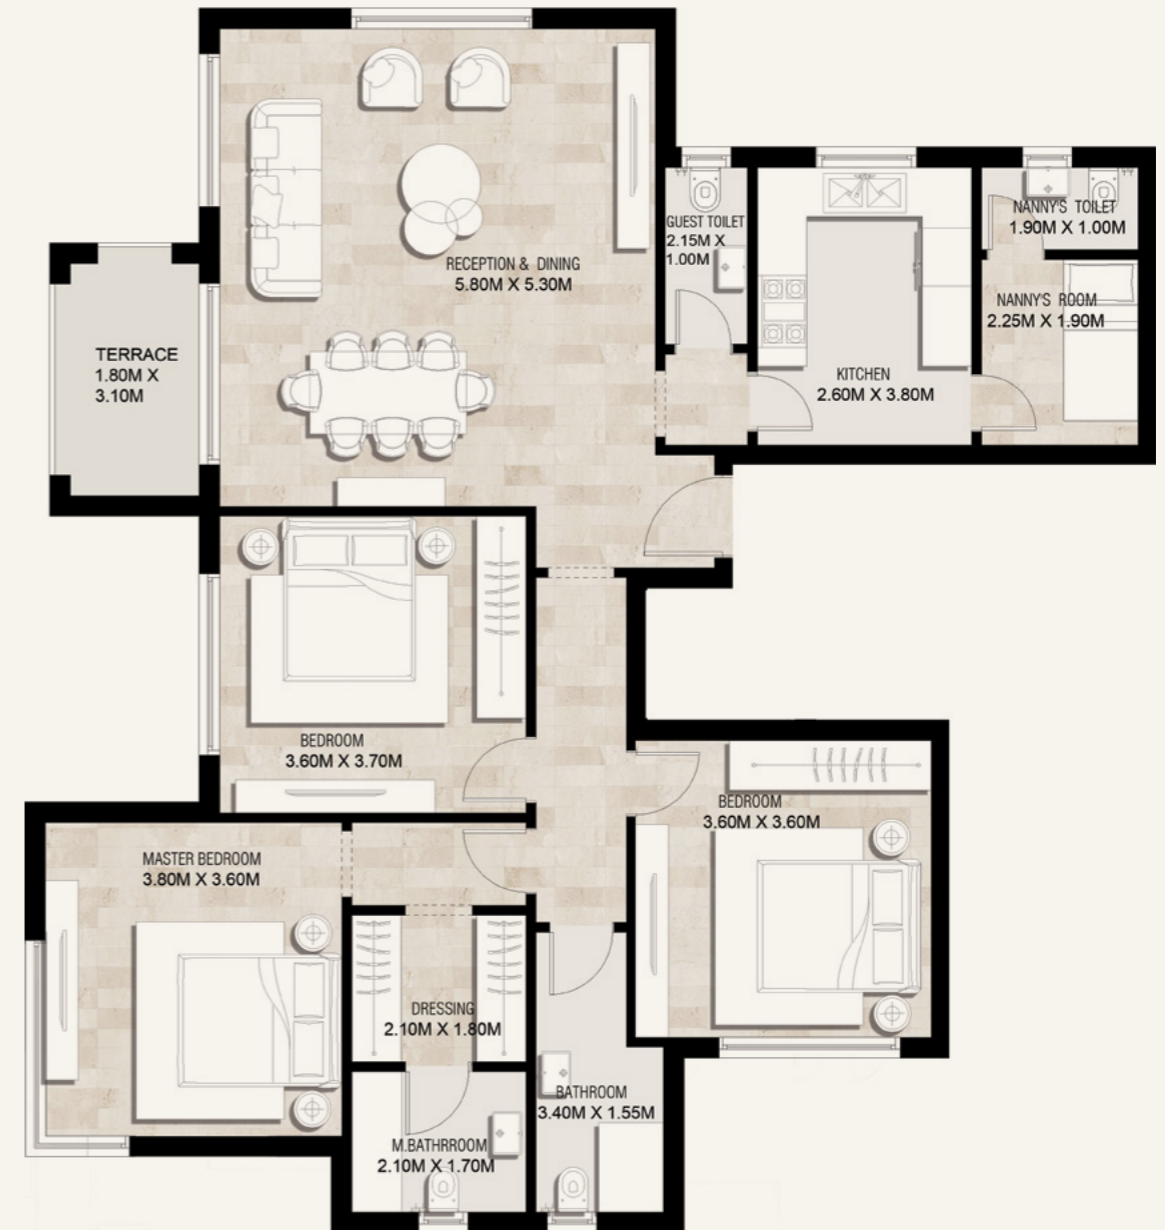 GUEST TOILET
2.15M X
1.00M
NANNY'S TOILET
1.90M X 1.00M
RECEPTION & DINING
5.80M X 5.30M
NANNY'S ROOM
2.25M X 1.90M
TERRACE
1.80M X
3.10M
KITCHEN
2.60M X 3.80M
BEDROOM
3.60M X 3.70M
BEDROOM
3.60M X 3.60M
MASTER BEDROOM
3.80M X 3.60M
DRESSING
2.10M X 1.80M
BATHROOM
3.40M X 1.55M
M.BATHRROOM
2.10M X 1.70M